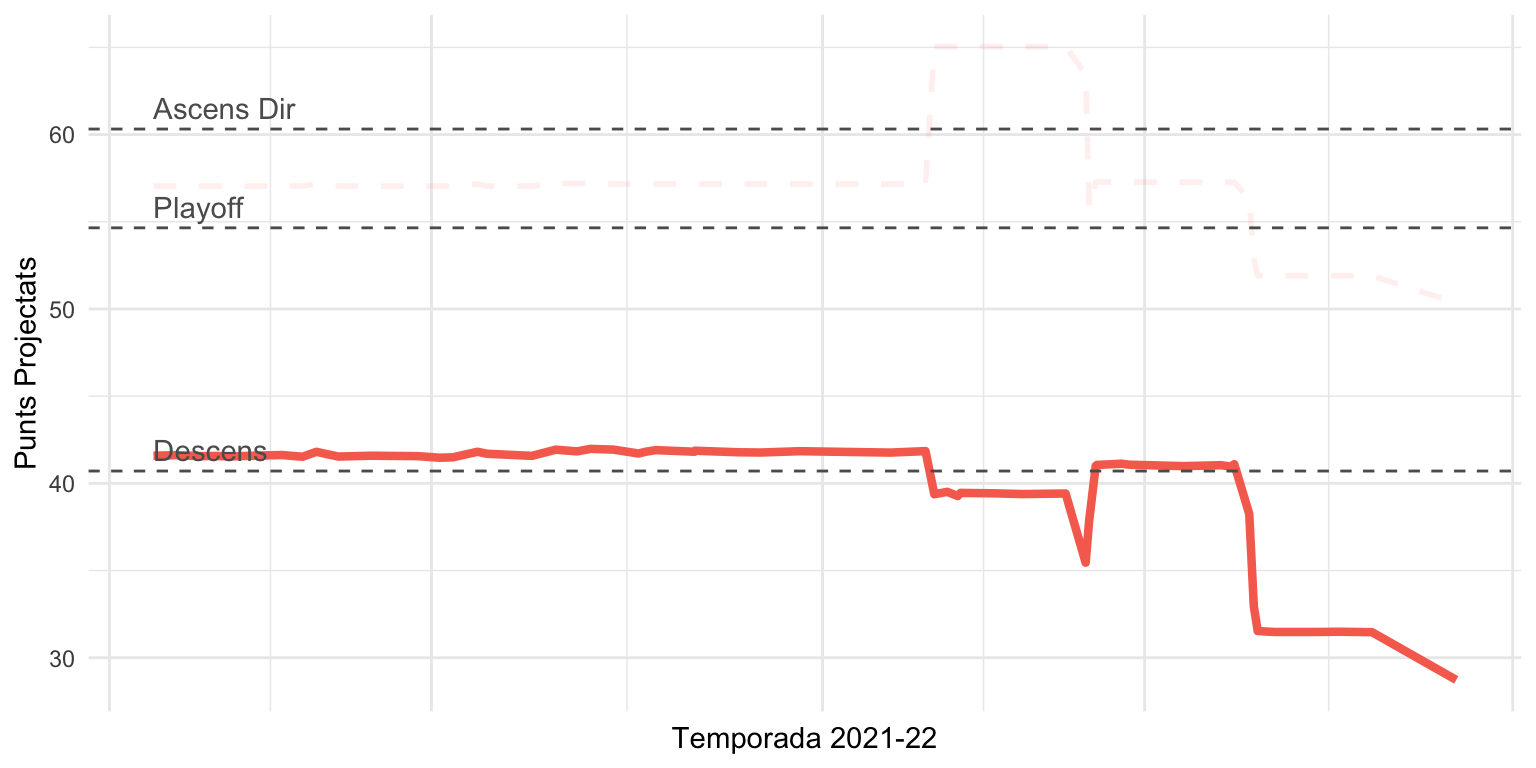 Ascens Dir
60
Playoff
50
Descens
40
30
Punts Projectats
Temporada 2021-22